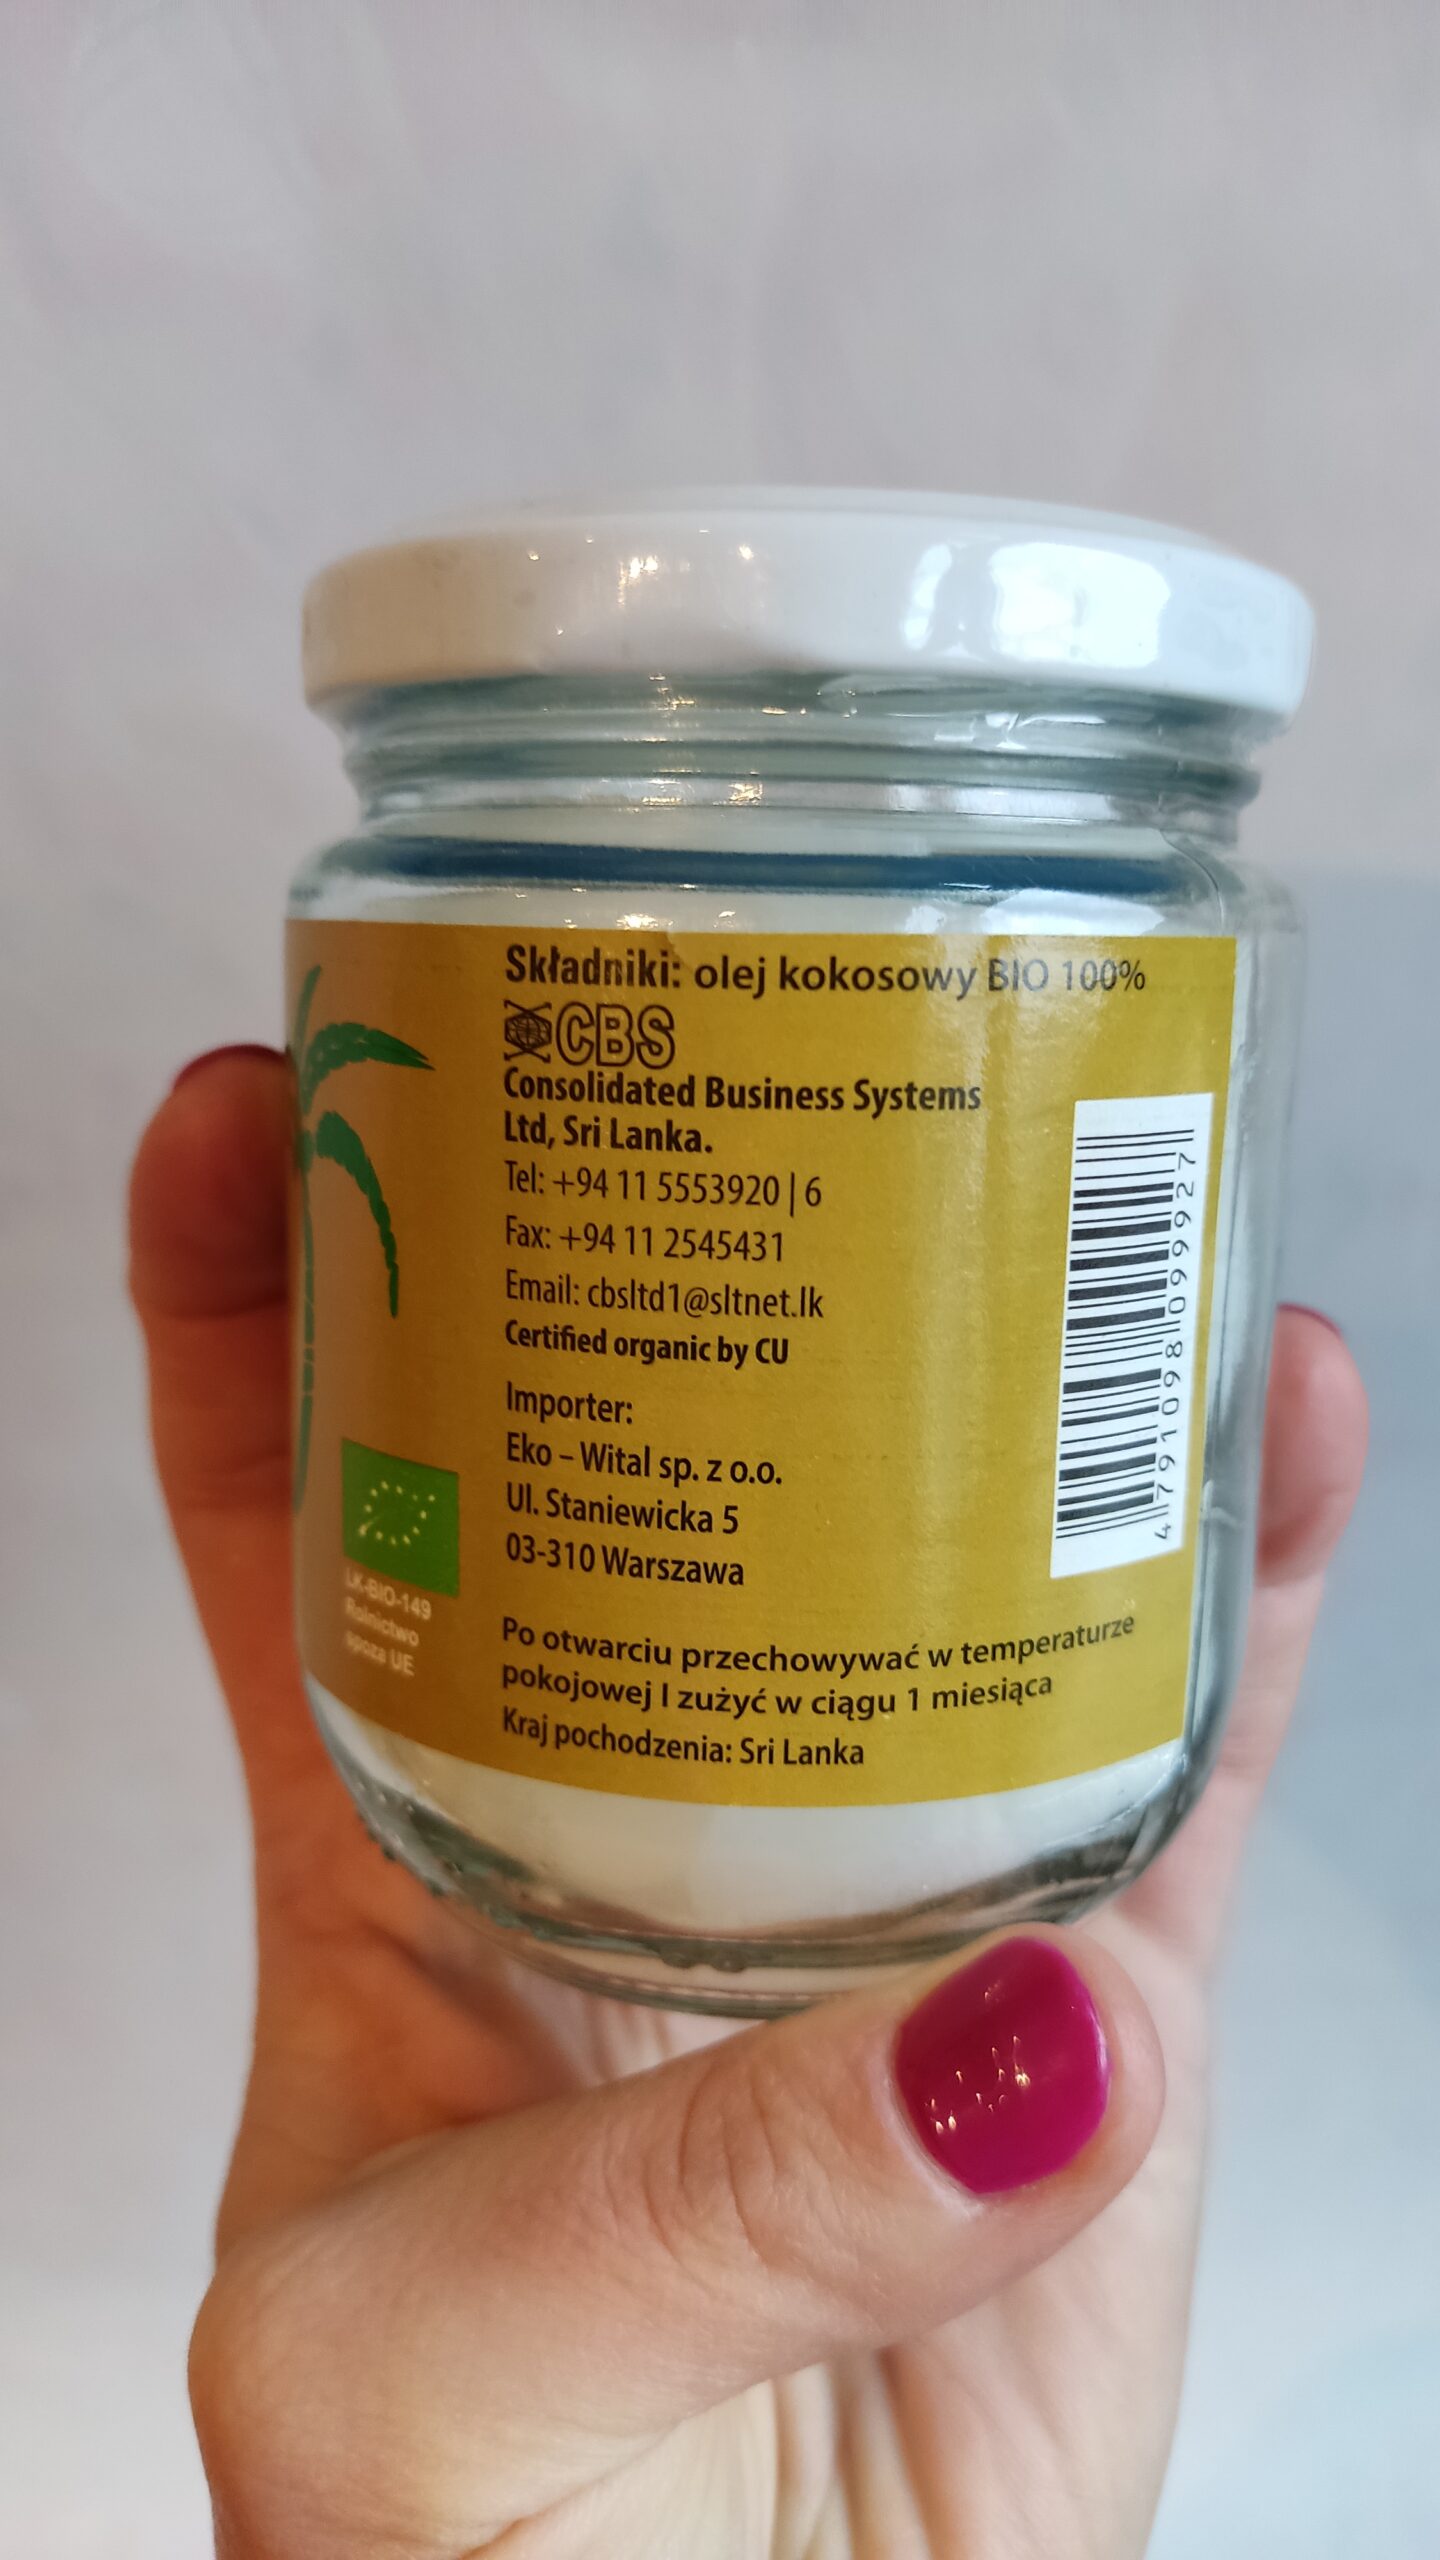 Składniki: olej kokosowy BIO 100%
CBS
Consolidated Business Systems
Ltd, Sri Lanka.
Tel: +94 11 5553920 | 6
Fax: +94 11 2545431
Email: cbsltd1@sltnet.lk
Certified organic by CU
Importer:
Eko – Wital sp. z o.o.
Ul. Staniewicka 5
03-310 Warszawa
Po otwarciu przechowywać w temperaturze
pokojowej I zużyć w ciągu 1 miesiąca
Kraj pochodzenia: Sri Lanka
LK-BIO-149
Rolnictwo
spoza UE
4 791098 099927